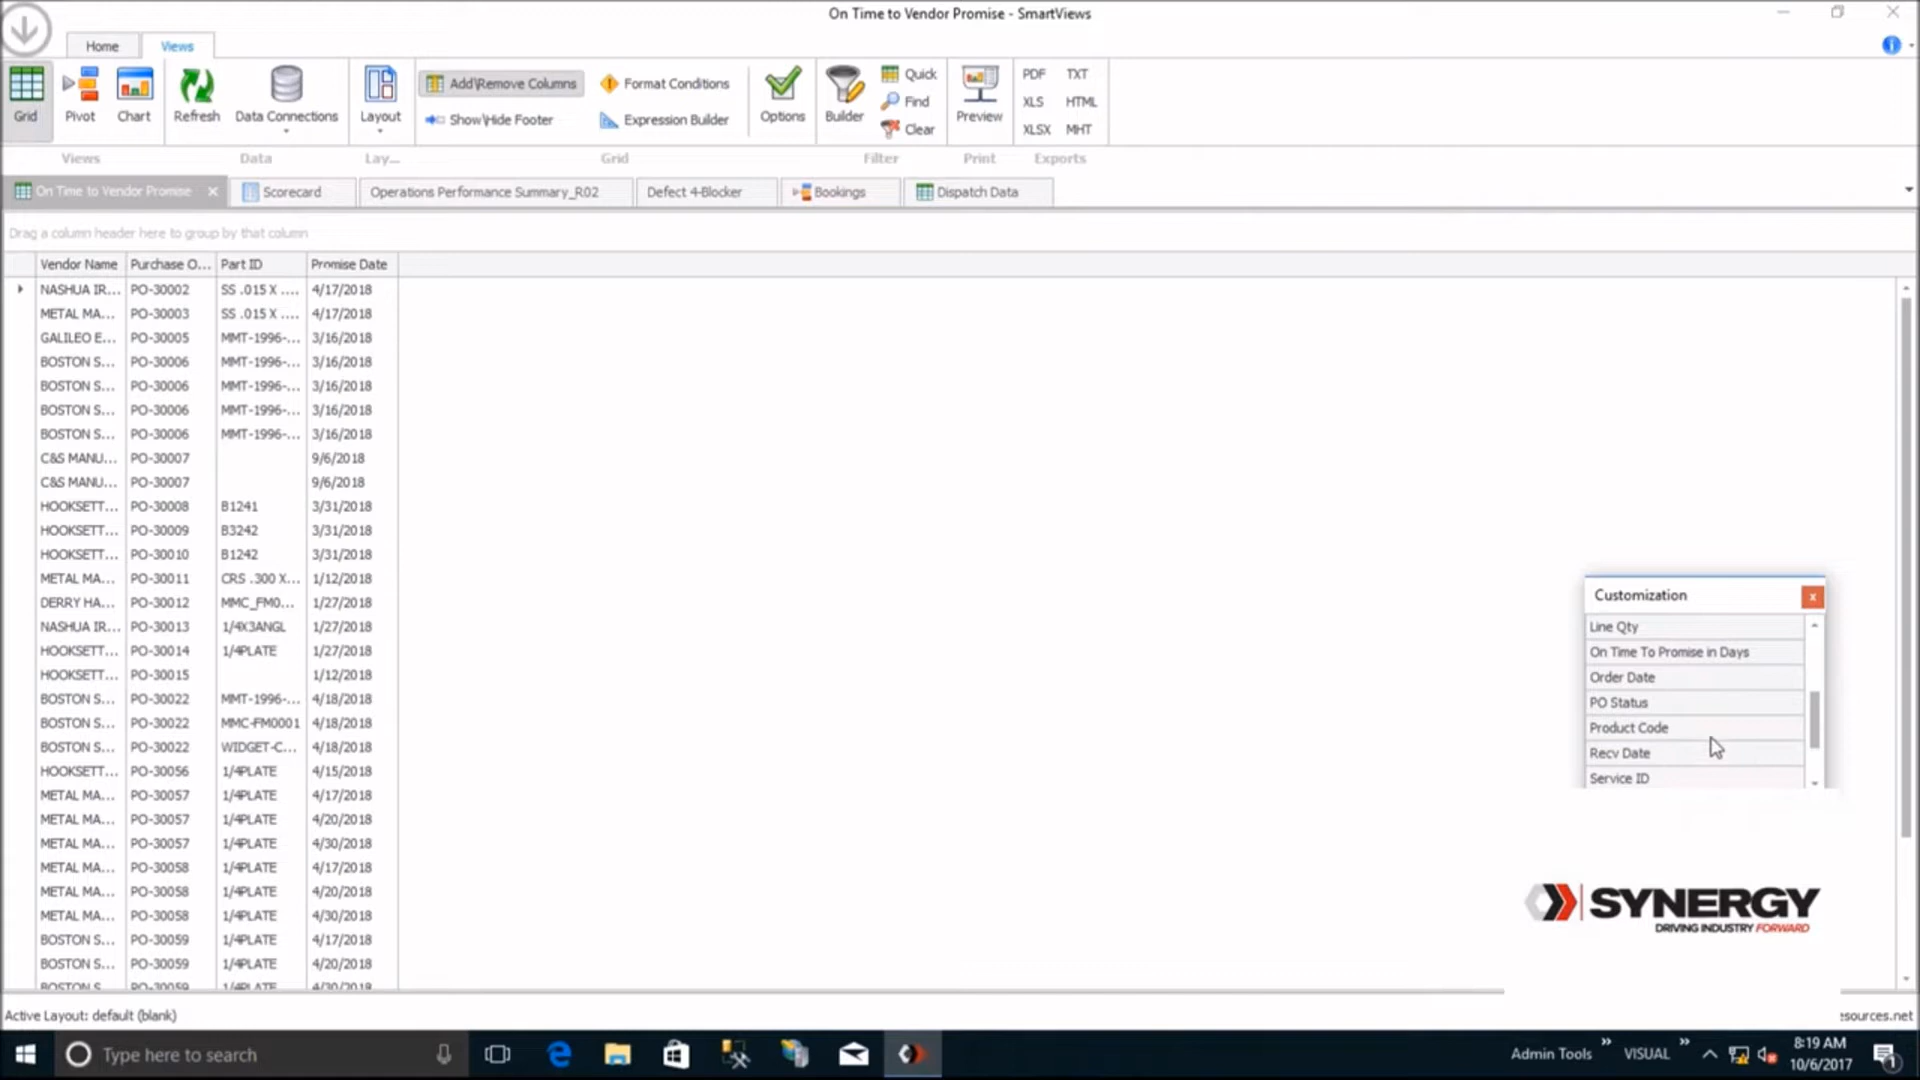 On Time to Vendor Promise - SmartViews
Home Views
Grid Pivot Chart Refresh Data Connections Layout Add\Remove Columns Show\Hide Footer Format Conditions Expression Builder Options Builder Quick Find Clear Preview PDF TXT XLS HTML XLSX MHT
Views Data Lay... Grid Filter Print Exports
On Time to Vendor Promise Scorecard Operations Performance Summary_R02 Defect 4-Blocker Bookings Dispatch Data
Drag a column header here to group by that column
Vendor Name Purchase O... Part ID Promise Date
NASHUA IR... PO-30002 SS .015 X .... 4/17/2018
METAL MA... PO-30003 SS .015 X .... 4/17/2018
GALILEO E... PO-30005 MMT-1996-... 3/16/2018
BOSTON S... PO-30006 MMT-1996-... 3/16/2018
BOSTON S... PO-30006 MMT-1996-... 3/16/2018
BOSTON S... PO-30006 MMT-1996-... 3/16/2018
BOSTON S... PO-30006 MMT-1996-... 3/16/2018
C&S MANU... PO-30007 9/6/2018
C&S MANU... PO-30007 9/6/2018
HOOKSETT... PO-30008 B1241 3/31/2018
HOOKSETT... PO-30009 B3242 3/31/2018
HOOKSETT... PO-30010 B1242 3/31/2018
METAL MA... PO-30011 CRS .300 X... 1/12/2018
DERRY HA... PO-30012 MMC_FM0... 1/27/2018
NASHUA IR... PO-30013 1/4X3ANGL 1/27/2018
HOOKSETT... PO-30014 1/4PLATE 1/27/2018
HOOKSETT... PO-30015 1/12/2018
BOSTON S... PO-30022 MMT-1996-... 4/18/2018
BOSTON S... PO-30022 MMC-FM0001 4/18/2018
BOSTON S... PO-30022 WIDGET-C... 4/18/2018
HOOKSETT... PO-30056 1/4PLATE 4/15/2018
METAL MA... PO-30057 1/4PLATE 4/17/2018
METAL MA... PO-30057 1/4PLATE 4/20/2018
METAL MA... PO-30057 1/4PLATE 4/30/2018
METAL MA... PO-30058 1/4PLATE 4/17/2018
METAL MA... PO-30058 1/4PLATE 4/20/2018
METAL MA... PO-30058 1/4PLATE 4/30/2018
BOSTON S... PO-30059 1/4PLATE 4/17/2018
BOSTON S... PO-30059 1/4PLATE 4/20/2018
BOSTON S PO-30059 1/4PLATE 4/30/2018
Customization
Line Qty
On Time To Promise in Days
Order Date
PO Status
Product Code
Recv Date
Service ID
SYNERGY
DRIVING INDUSTRY FORWARD
Active Layout: default (blank)
esources.net
Type here to search
Admin Tools VISUAL 8:19 AM
10/6/2017
1